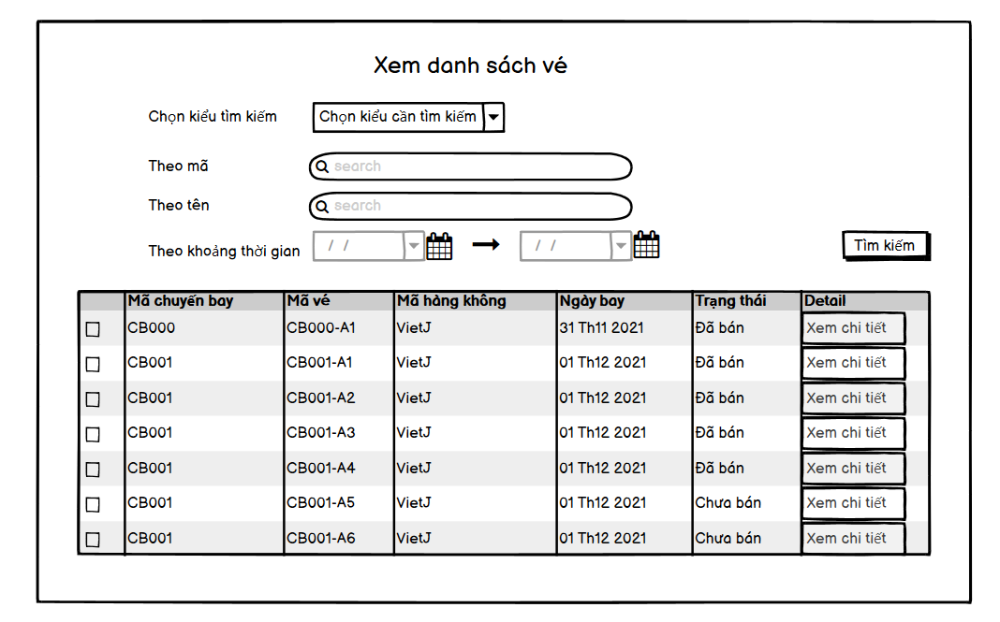 Xem danh sách vé
Chọn kiểu tìm kiếm Chọn kiểu cần tìm kiếm
Theo mã search
Theo tên search
Theo khoảng thời gian / / / / Tìm kiếm
Mã chuyến bay Mã vé Mã hàng không Ngày bay Trạng thái Detail
CB000 CB000-A1 VietJ 31 Th11 2021 Đã bán Xem chi tiết
CB001 CB001-A1 VietJ 01 Th12 2021 Đã bán Xem chi tiết
CB001 CB001-A2 VietJ 01 Th12 2021 Đã bán Xem chi tiết
CB001 CB001-A3 VietJ 01 Th12 2021 Đã bán Xem chi tiết
CB001 CB001-A4 VietJ 01 Th12 2021 Đã bán Xem chi tiết
CB001 CB001-A5 VietJ 01 Th12 2021 Chưa bán Xem chi tiết
CB001 CB001-A6 VietJ 01 Th12 2021 Chưa bán Xem chi tiết